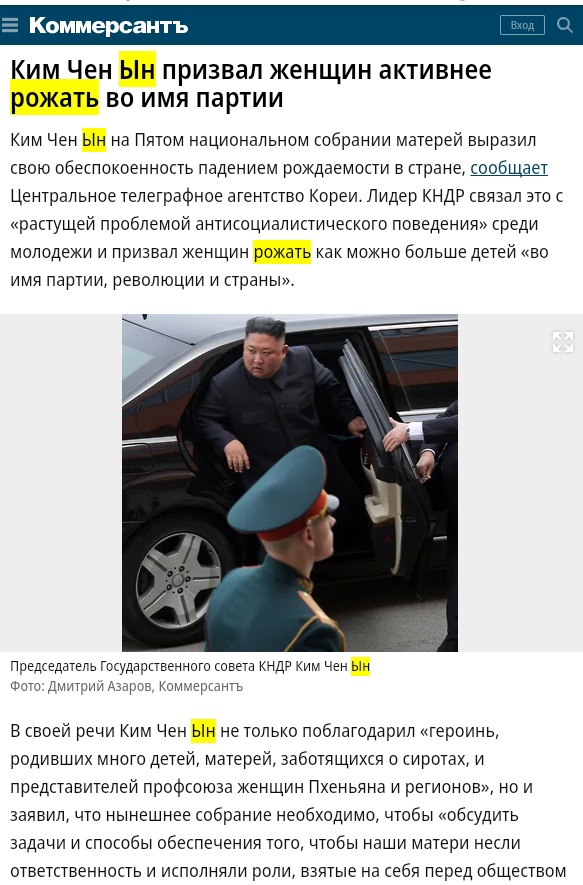 Коммерсантъ
Вход
Ким Чен Ын призвал женщин активнее
рожать во имя партии
Ким Чен Ын на Пятом национальном собрании матерей выразил
свою обеспокоенность падением рождаемости в стране, сообщает
Центральное телеграфное агентство Кореи. Лидер КНДР связал это с
«растущей проблемой антисоциалистического поведения» среди
молодежи и призвал женщин рожать как можно больше детей «во
имя партии, революции и страны».
Председатель Государственного совета КНДР Ким Чен Ын
Фото: Дмитрий Азаров, Коммерсантъ
В своей речи Ким Чен Ын не только поблагодарил «героинь,
родивших много детей, матерей, заботящихся о сиротах, и
представителей профсоюза женщин Пхеньяна и регионов», но и
заявил, что нынешнее собрание необходимо, чтобы «обсудить
задачи и способы обеспечения того, чтобы наши матери несли
ответственность и исполняли роли, взятые на себя перед обществом